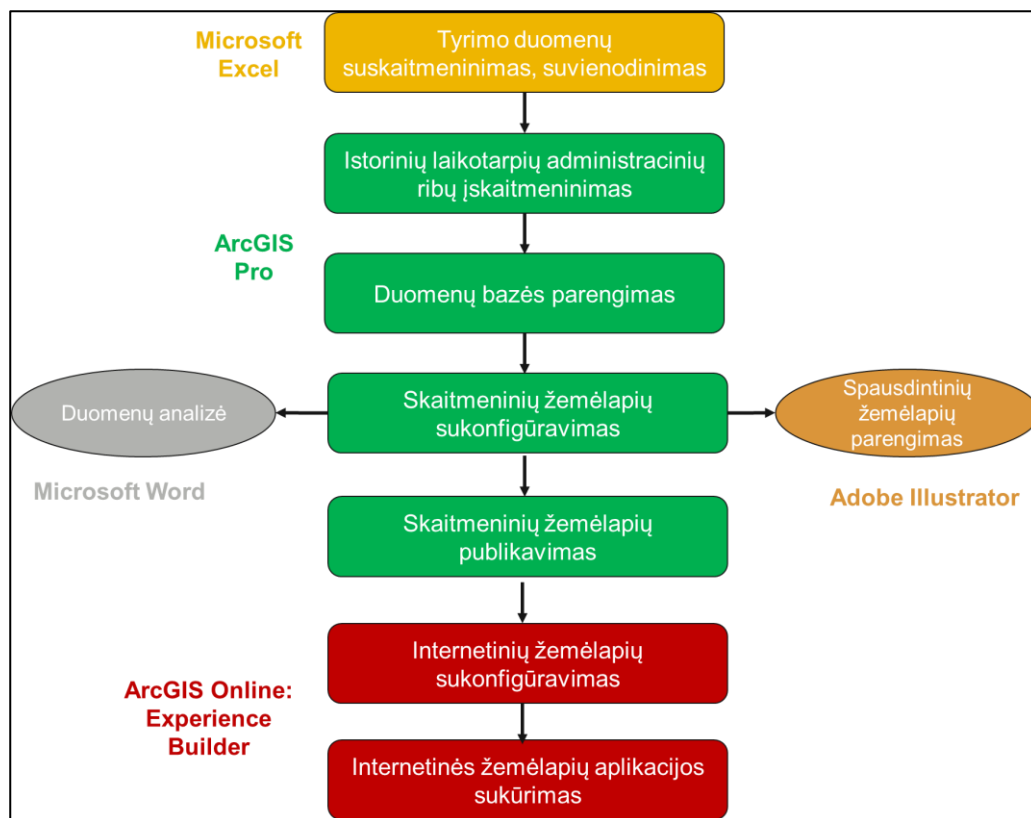 Microsoft
Excel
Tyrimo duomenų
suskaitmeninimas, suvienodinimas
Istorinių laikotarpių administracinių
ribų įskaitmeninimas
ArcGIS
Pro
Duomenų bazės parengimas
Duomenų analizė
Skaitmeninių žemėlapių
sukonfigūravimas
Spausdintinių
žemėlapių
parengimas
Microsoft Word
Adobe Illustrator
Skaitmeninių žemėlapių
publikavimas
Internetinių žemėlapių
sukonfigūravimas
ArcGIS Online:
Experience
Builder
Internetinės žemėlapių aplikacijos
sukūrimas